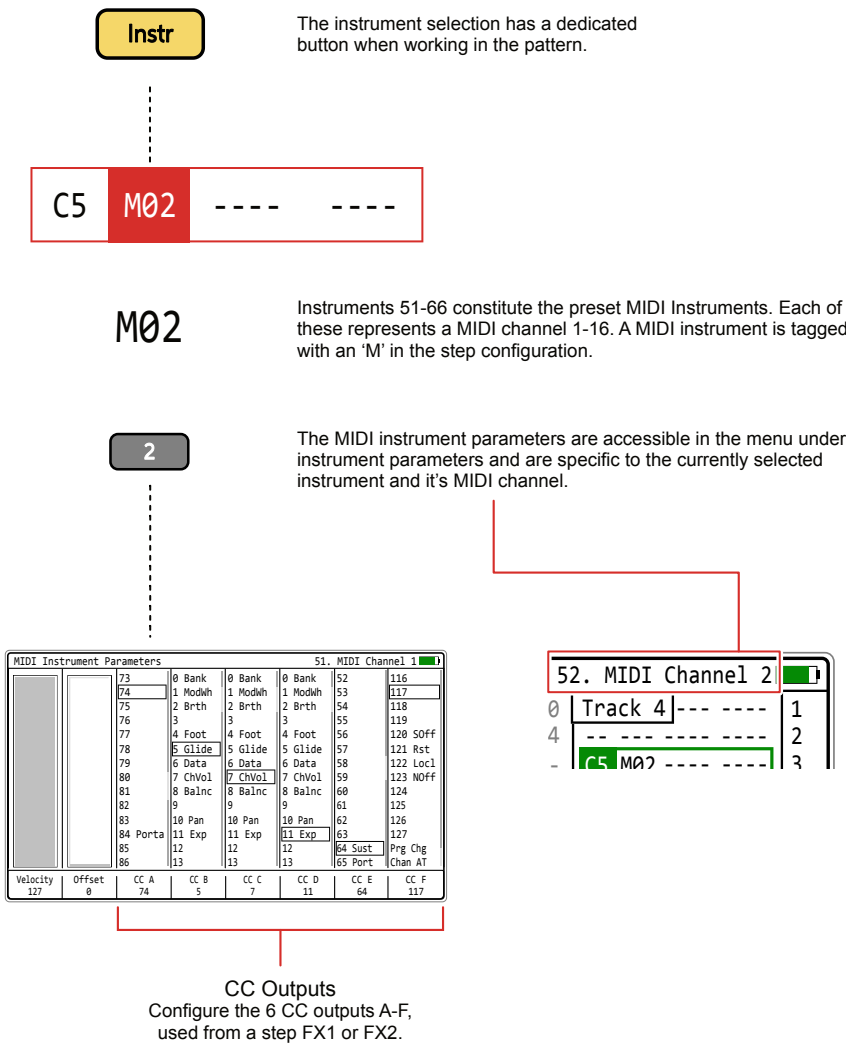 Instr
The instrument selection has a dedicated
button when working in the pattern.
C5 M02 ---- ----
M02
Instruments 51-66 constitute the preset MIDI Instruments. Each of
these represents a MIDI channel 1-16. A MIDI instrument is tagged
with an ‘M’ in the step configuration.
2
The MIDI instrument parameters are accessible in the menu under
instrument parameters and are specific to the currently selected
instrument and it’s MIDI channel.
MIDI Instrument Parameters 51. MIDI Channel 1
73 0 Bank 0 Bank 0 Bank 52 116
74 1 ModWh 1 ModWh 1 ModWh 53 117
75 2 Brth 2 Brth 2 Brth 54 118
76 3 3 3 55 119
77 4 Foot 4 Foot 4 Foot 56 120 SOff
78 5 Glide 5 Glide 5 Glide 57 121 Rst
79 6 Data 6 Data 6 Data 58 122 Locl
80 7 ChVol 7 ChVol 7 ChVol 59 123 NOff
81 8 Balnc 8 Balnc 8 Balnc 60 124
82 9 9 9 61 125
83 10 Pan 10 Pan 10 Pan 62 126
84 Porta 11 Exp 11 Exp 11 Exp 63 127
85 12 12 12 64 Sust Prg Chg
86 13 13 13 65 Port Chan AT
Velocity Offset CC A CC B CC C CC D CC E CC F
127 0 74 5 7 11 64 117
52. MIDI Channel 2
0 Track 4 --- ---- 1
4 -- --- ---- ---- 2
- C5 M02 ---- ---- 3
CC Outputs
Configure the 6 CC outputs A-F,
used from a step FX1 or FX2.